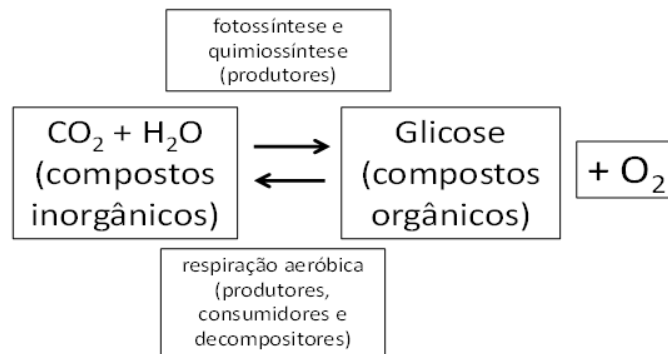 fotossíntese e
quimiossíntese
(produtores)
CO₂ + H₂O
(compostos
inorgânicos)
Glicose
(compostos
orgânicos)
+ O₂
respiração aeróbica
(produtores,
consumidores e
decompositores)